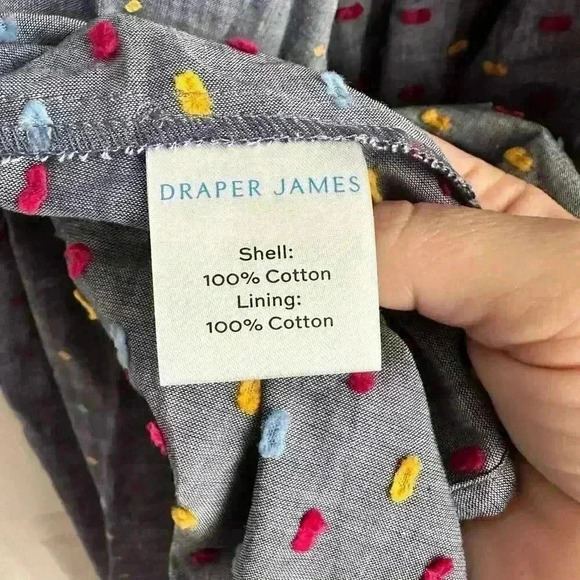 DRAPER JAMES
Shell:
100% Cotton
Lining:
100% Cotton